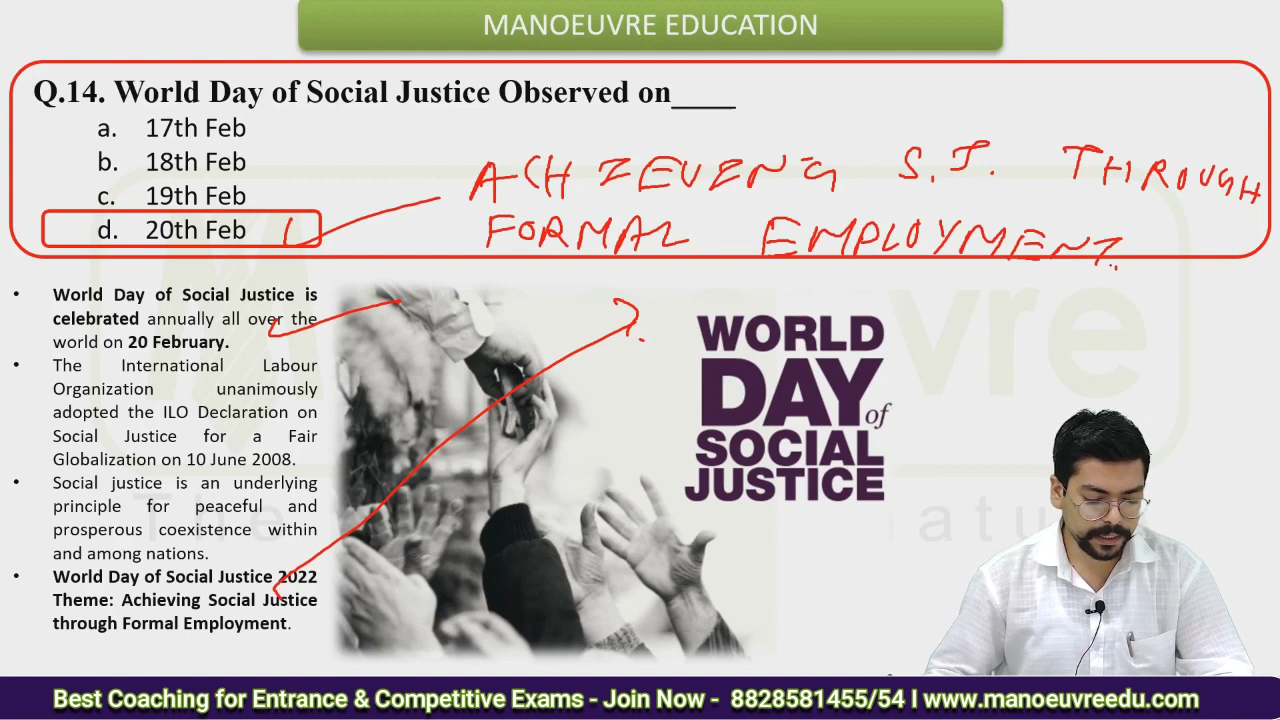 MANOEUVRE EDUCATION
Q.14. World Day of Social Justice Observed on____
a. 17th Feb
b. 18th Feb
c. 19th Feb
d. 20th Feb
ACHIEVING S.J. THROUGH
FORMAL EMPLOYMENT.
• World Day of Social Justice is
celebrated annually all over the
world on 20 February.
• The International Labour
Organization unanimously
adopted the ILO Declaration on
Social Justice for a Fair
Globalization on 10 June 2008.
• Social justice is an underlying
principle for peaceful and
prosperous coexistence within
and among nations.
• World Day of Social Justice 2022
Theme: Achieving Social Justice
through Formal Employment.
WORLD
DAY of
SOCIAL
JUSTICE
Best Coaching for Entrance & Competitive Exams - Join Now - 8828581455/54 I www.manoeuvreedu.com